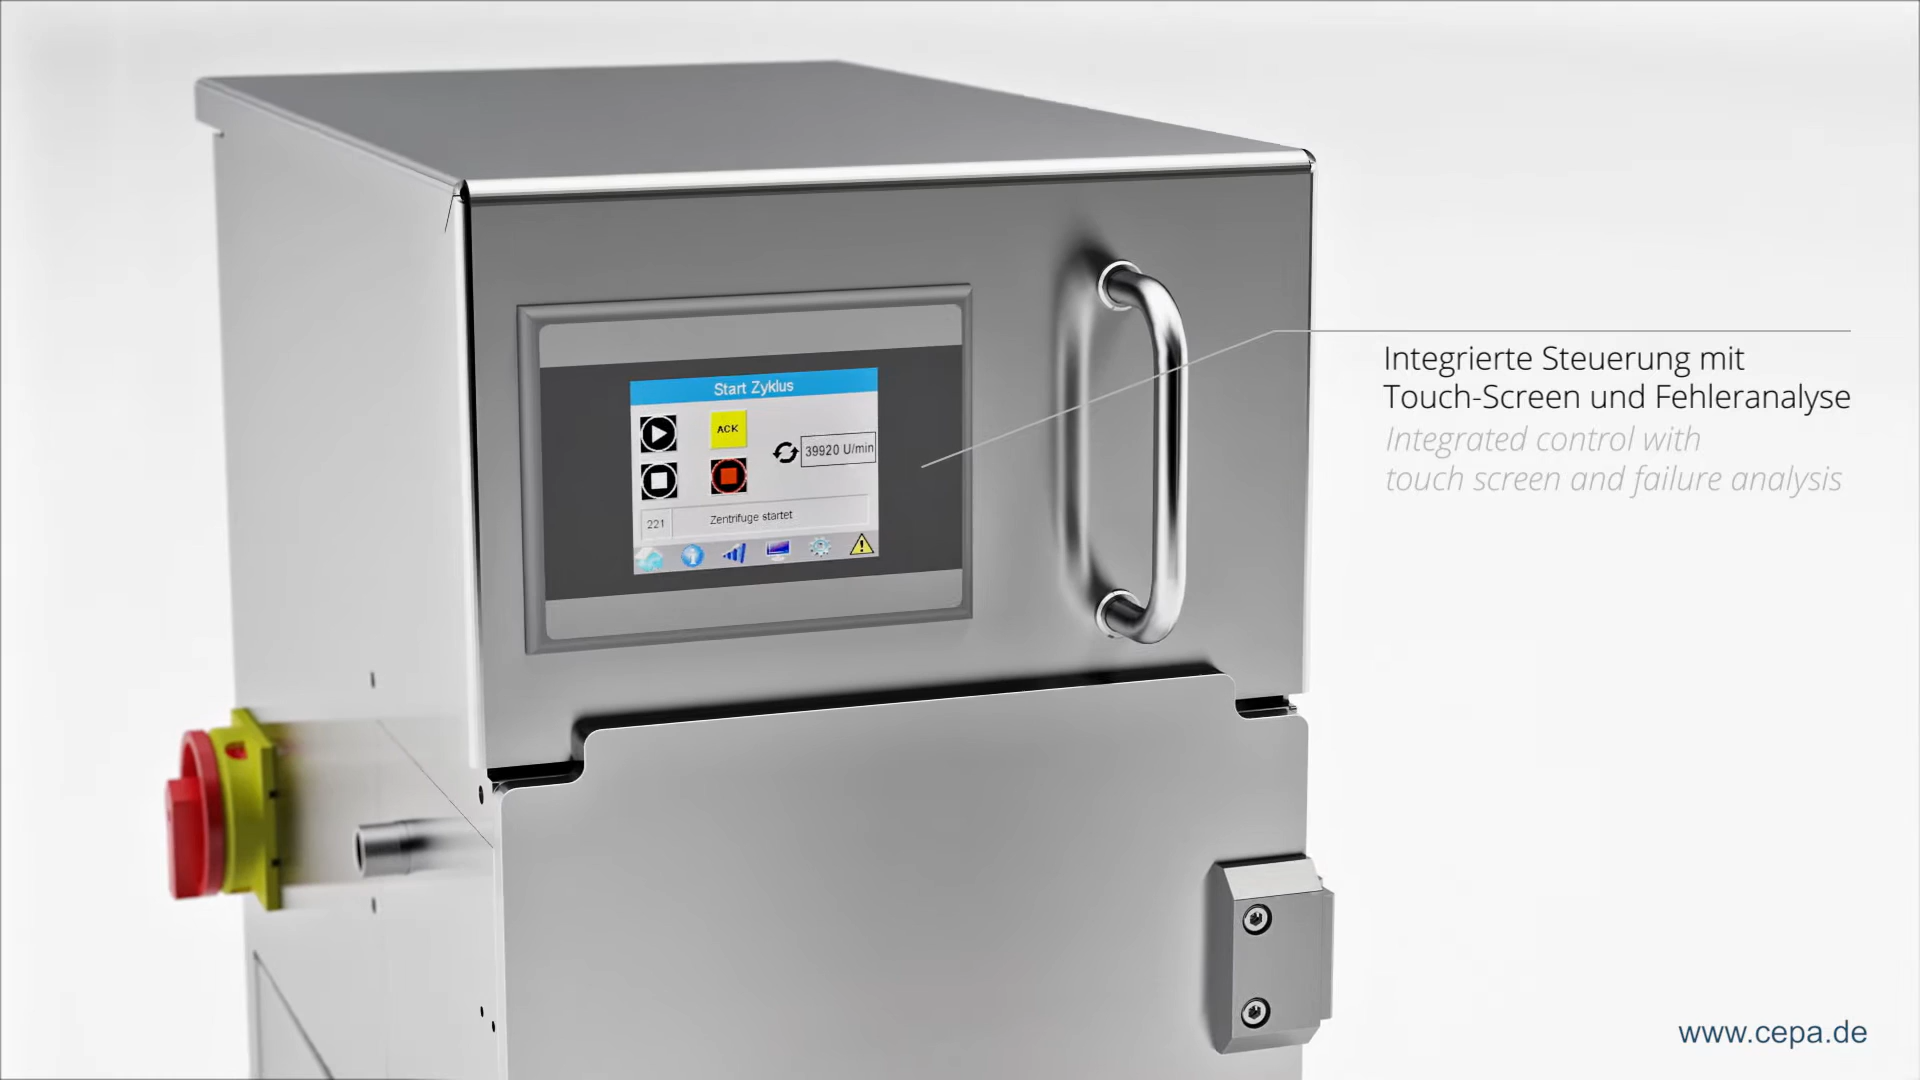 Start Zyklus
ACK
39920 U/min
221 Zentrifuge startet
Integrierte Steuerung mit
Touch-Screen und Fehleranalyse
Integrated control with
touch screen and failure analysis
www.cepa.de